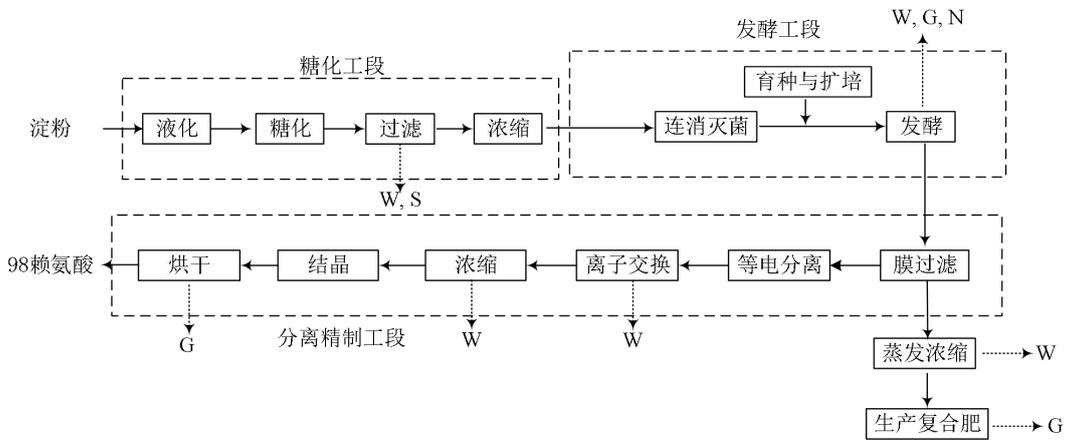 发酵工段
W, G, N
糖化工段
育种与扩培
淀粉
液化
糖化
过滤
浓缩
连消灭菌
发酵
W, S
98赖氨酸
烘干
结晶
浓缩
离子交换
等电分离
膜过滤
G
分离精制工段
W
W
蒸发浓缩
W
生产复合肥
G